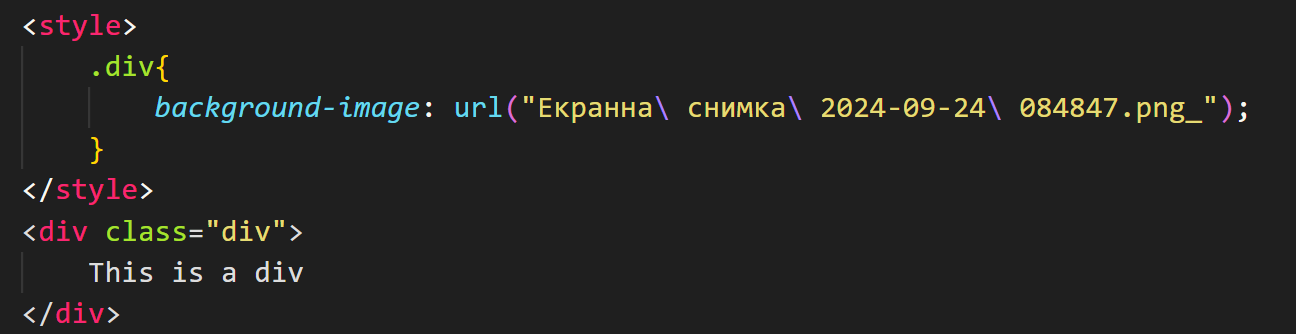 <style>
.div{
background-image: url("Екранна\ снимка\ 2024-09-24\ 084847.png_");
}
</style>
<div class="div">
This is a div
</div>